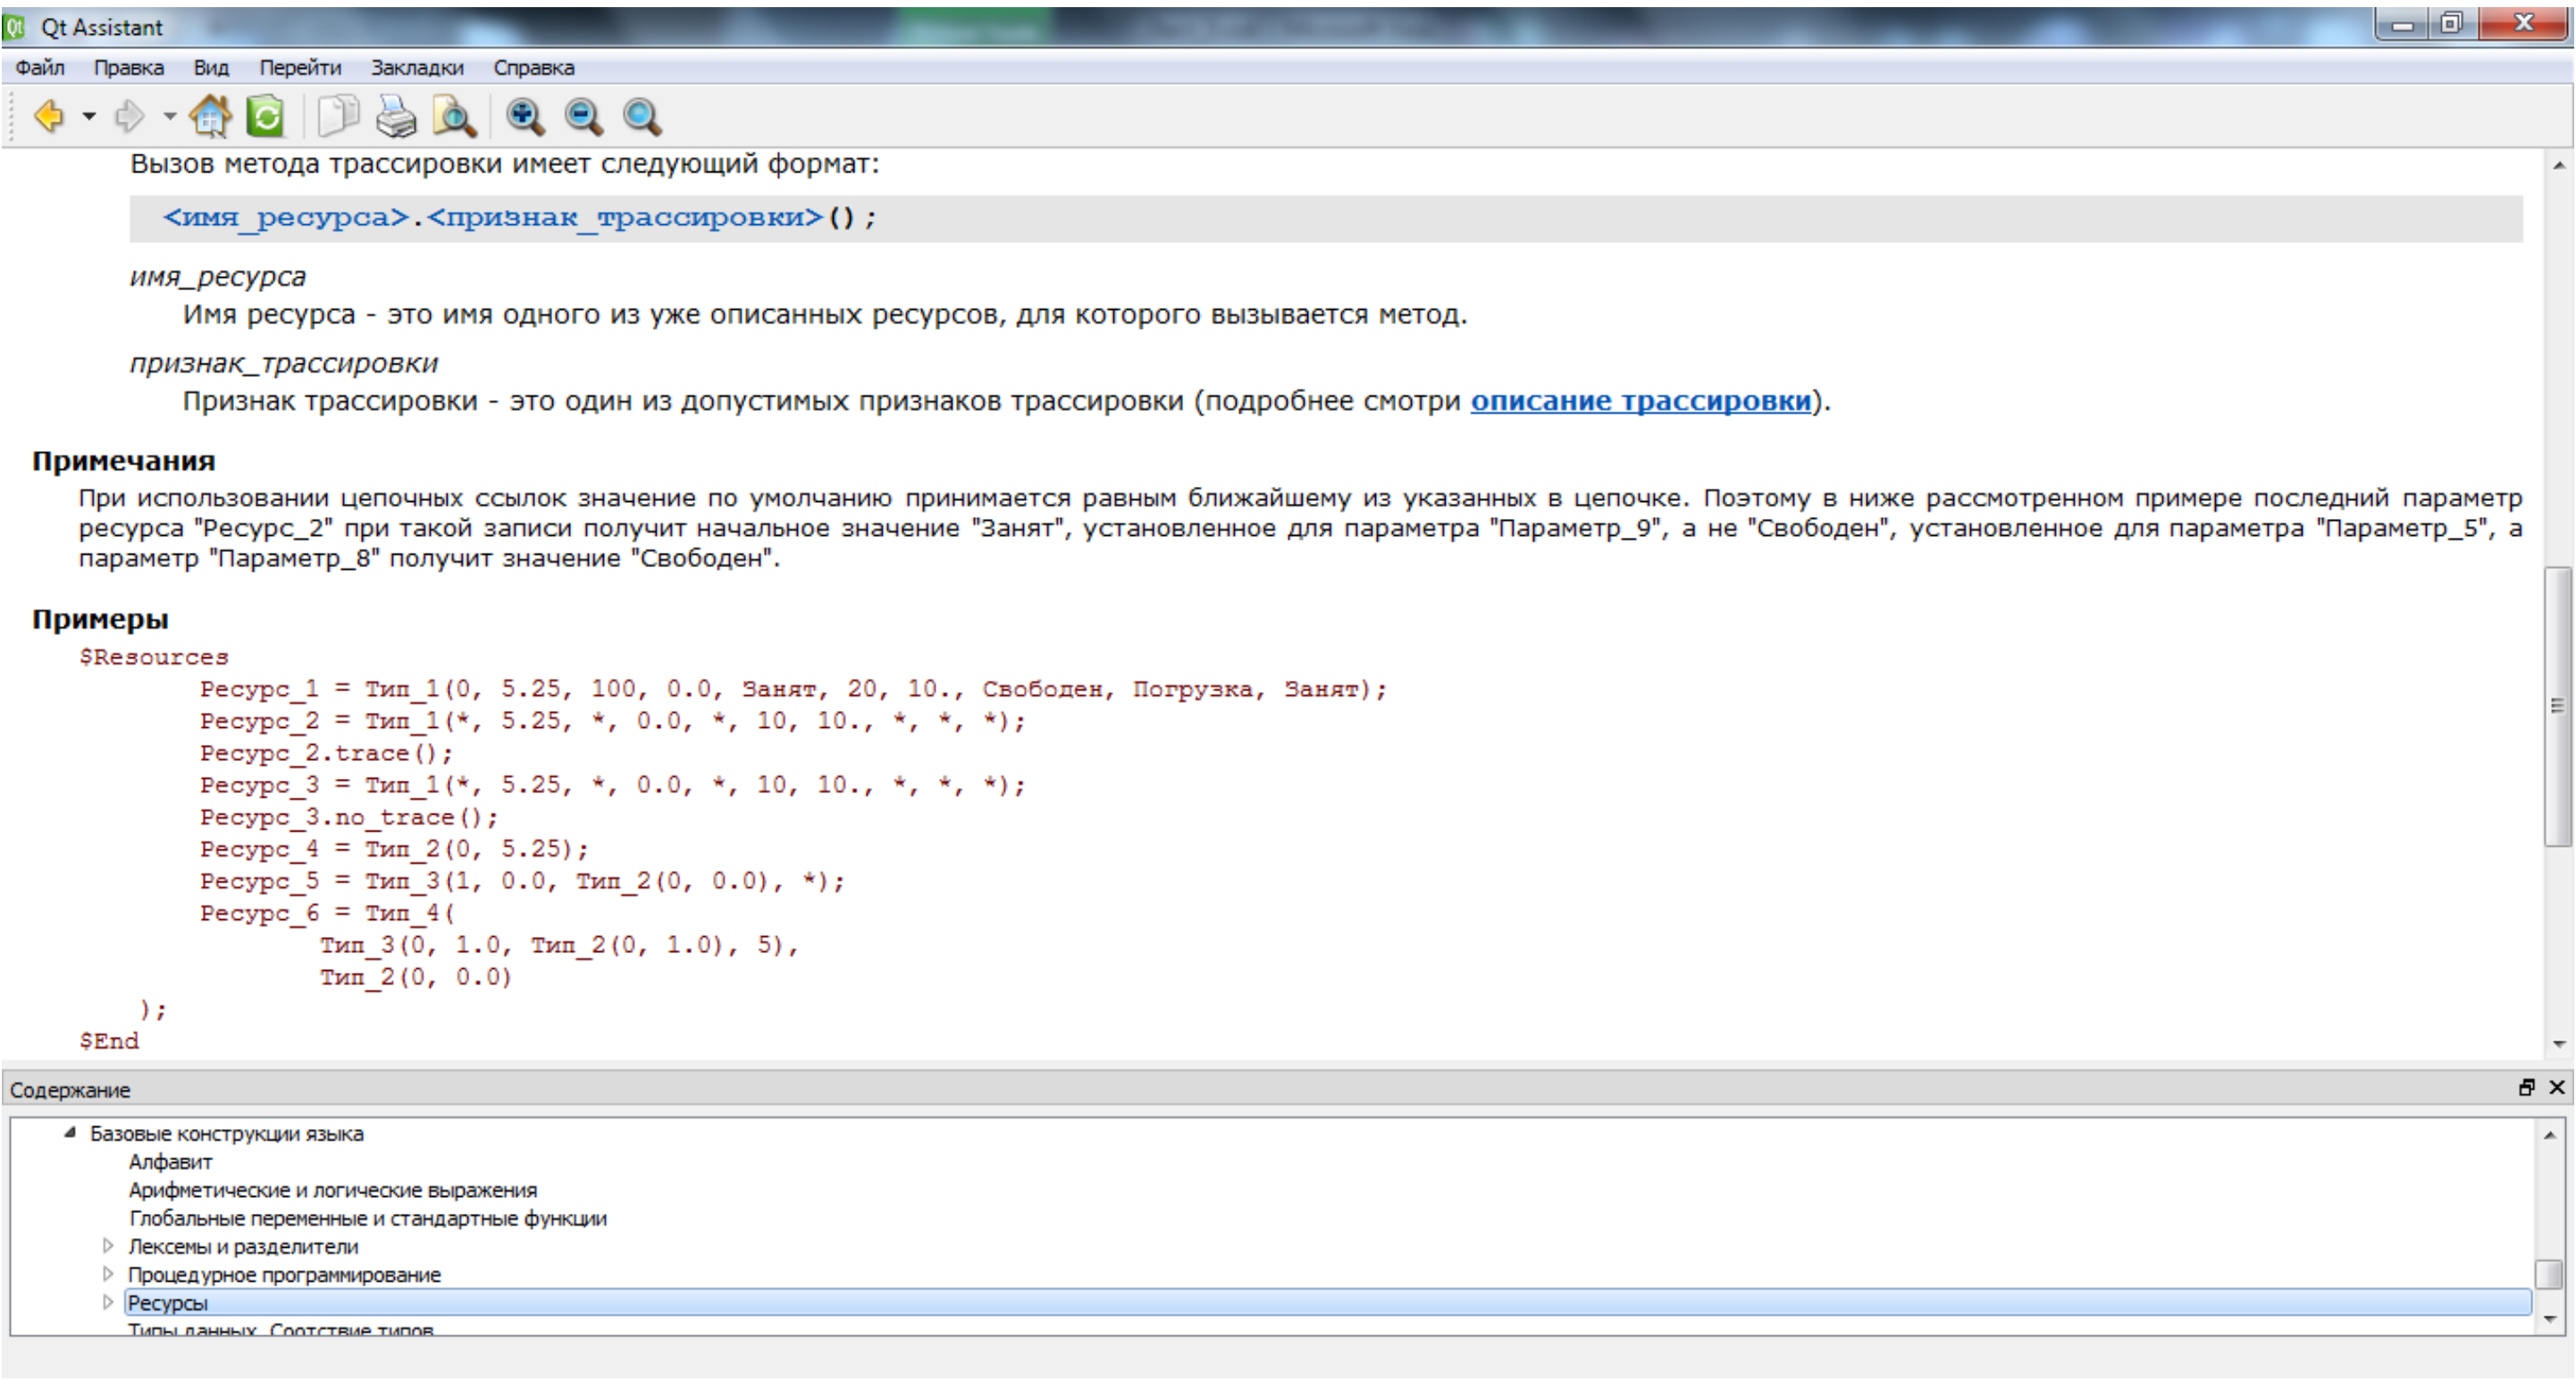 Qt Assistant
Файл Правка Вид Перейти Закладки Справка
Вызов метода трассировки имеет следующий формат:
<имя_ресурса>.<признак_трассировки>();
имя_ресурса
Имя ресурса - это имя одного из уже описанных ресурсов, для которого вызывается метод.
признак_трассировки
Признак трассировки - это один из допустимых признаков трассировки (подробнее смотри описание трассировки).
Примечания
При использовании цепочных ссылок значение по умолчанию принимается равным ближайшему из указанных в цепочке. Поэтому в ниже рассмотренном примере последний параметр
ресурса "Ресурс_2" при такой записи получит начальное значение "Занят", установленное для параметра "Параметр_9", а не "Свободен", установленное для параметра "Параметр_5", а
параметр "Параметр_8" получит значение "Свободен".
Примеры
$Resources
Ресурс_1 = Тип_1(0, 5.25, 100, 0.0, Занят, 20, 10., Свободен, Погрузка, Занят);
Ресурс_2 = Тип_1(*, 5.25, *, 0.0, *, 10, 10., *, *, *);
Ресурс_2.trace();
Ресурс_3 = Тип_1(*, 5.25, *, 0.0, *, 10, 10., *, *, *);
Ресурс_3.no_trace();
Ресурс_4 = Тип_2(0, 5.25);
Ресурс_5 = Тип_3(1, 0.0, Тип_2(0, 0.0), *);
Ресурс_6 = Тип_4(
Тип_3(0, 1.0, Тип_2(0, 1.0), 5),
Тип_2(0, 0.0)
);
$End
Содержание
Базовые конструкции языка
Алфавит
Арифметические и логические выражения
Глобальные переменные и стандартные функции
Лексемы и разделители
Процедурное программирование
Ресурсы
Типы данных. Соотствие типов